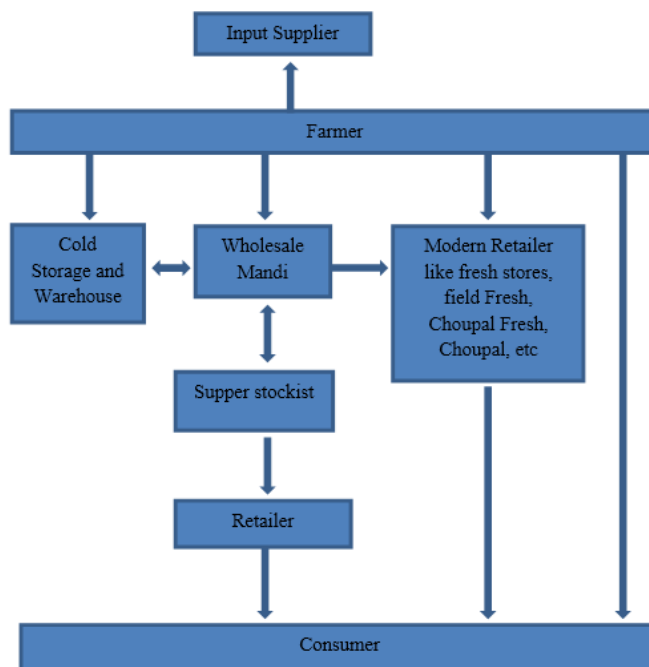 Input Supplier
Farmer
Cold
Storage and
Warehouse
Wholesale
Mandi
Modern Retailer
like fresh stores,
field Fresh,
Choupal Fresh,
Choupal, etc
Supper stockist
Retailer
Consumer